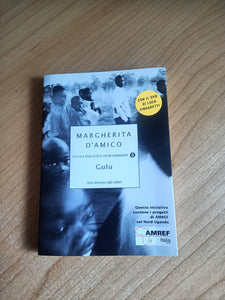 CON IL DVD
DI LUCA
ZINGARETTI
MARGHERITA
D'AMICO
PICCOLA BIBLIOTECA OSCAR MONDADORI
Gulu
Una discesa agli inferi
Questa iniziativa
sostiene i progetti
di AMREF
nel Nord Uganda
AMREF
Italia